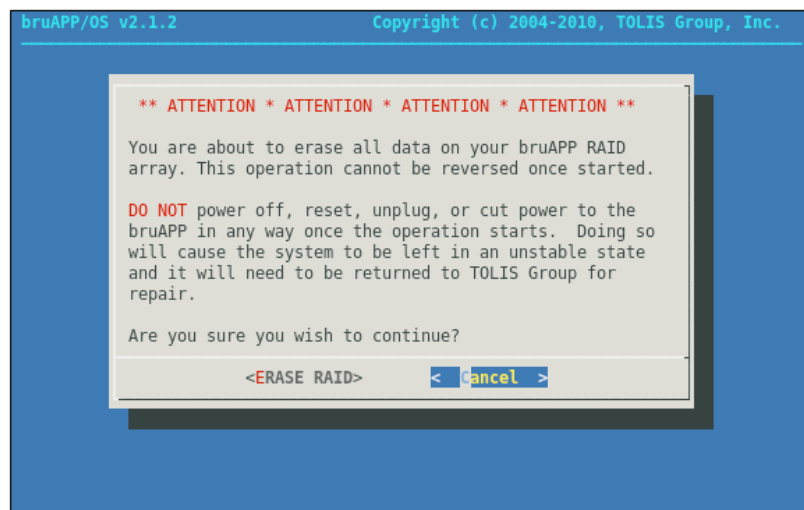 bruAPP/OS v2.1.2 Copyright (c) 2004-2010, TOLIS Group, Inc.
** ATTENTION * ATTENTION * ATTENTION * ATTENTION **
You are about to erase all data on your bruAPP RAID
array. This operation cannot be reversed once started.
DO NOT power off, reset, unplug, or cut power to the
bruAPP in any way once the operation starts.  Doing so
will cause the system to be left in an unstable state
and it will need to be returned to TOLIS Group for
repair.
Are you sure you wish to continue?
<ERASE RAID> <  Cancel  >